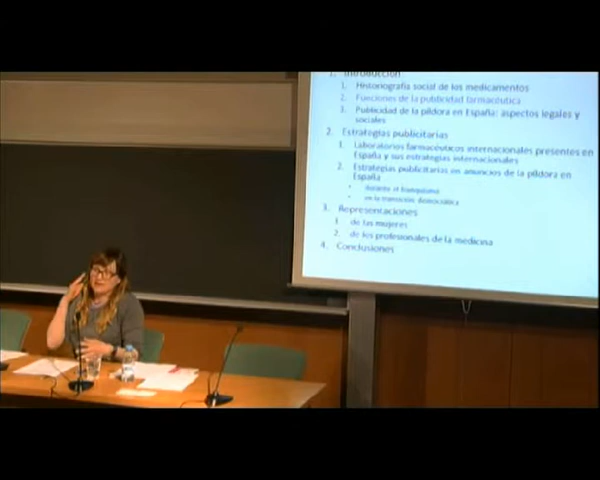 1. Introducción
1. Historiografía social de los medicamentos
2. Funciones de la publicidad farmacéutica
3. Publicidad de la píldora en España: aspectos legales y
sociales
2. Estrategias publicitarias
1. Laboratorios farmacéuticos internacionales presentes en
España y sus estrategias internacionales
2. Estrategias publicitarias en anuncios de la píldora en
España
• durante el franquismo
• en la transición democrática
3. Representaciones
1. de las mujeres
2. de los profesionales de la medicina
4. Conclusiones